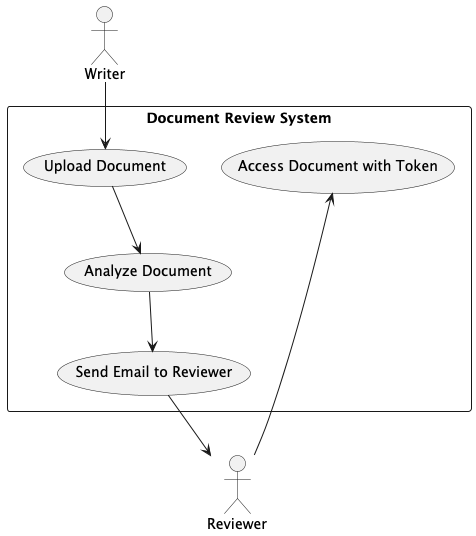 Writer
Document Review System
Upload Document
Access Document with Token
Analyze Document
Send Email to Reviewer
Reviewer